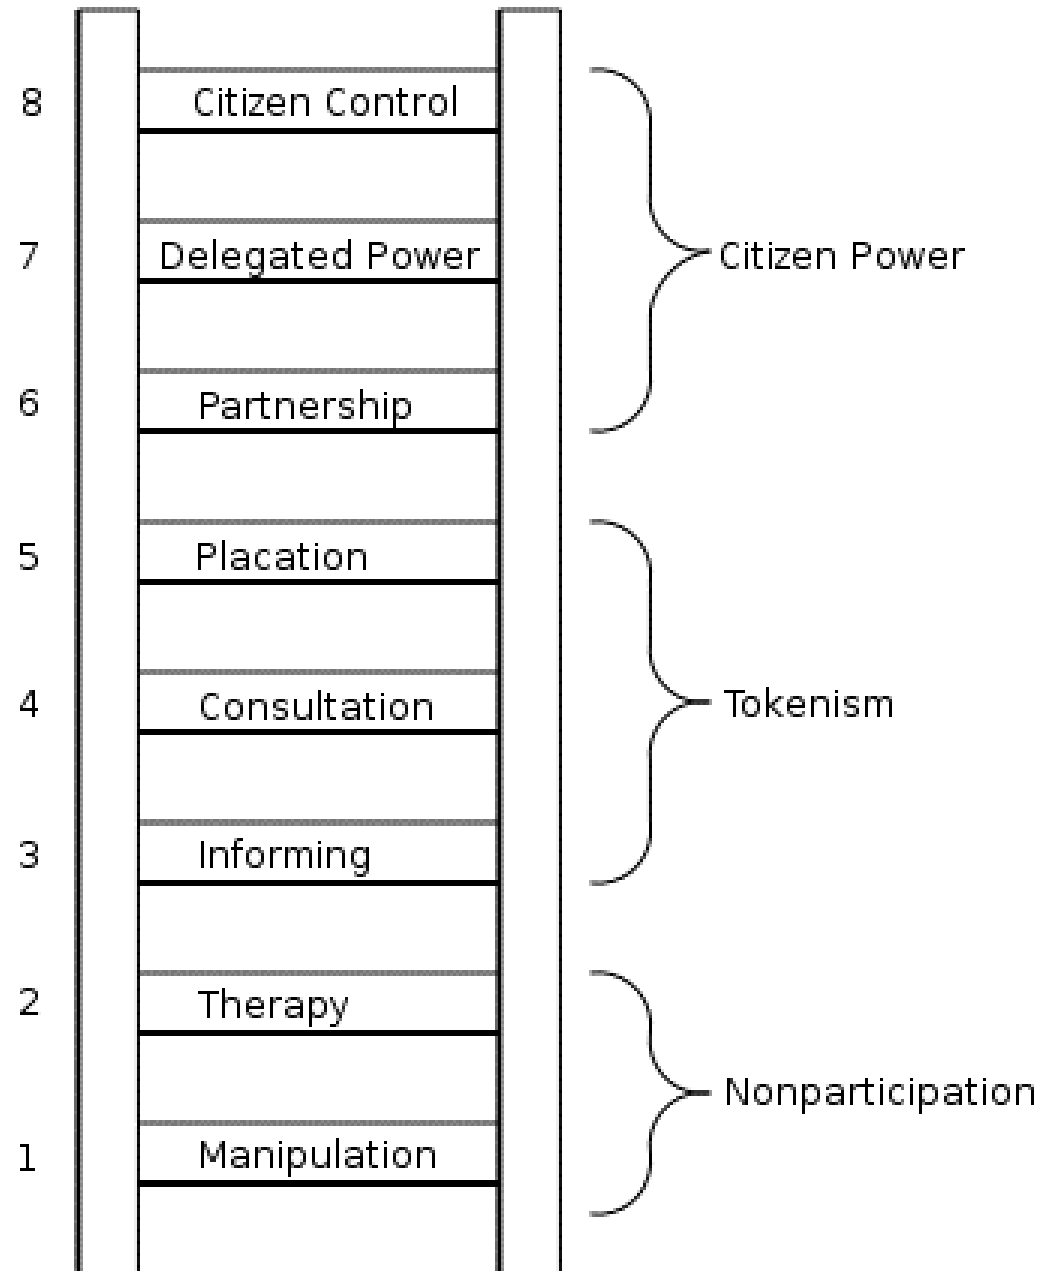 8 Citizen Control
7 Delegated Power Citizen Power
6 Partnership
5 Placation
4 Consultation Tokenism
3 Informing
2 Therapy
Nonparticipation
1 Manipulation